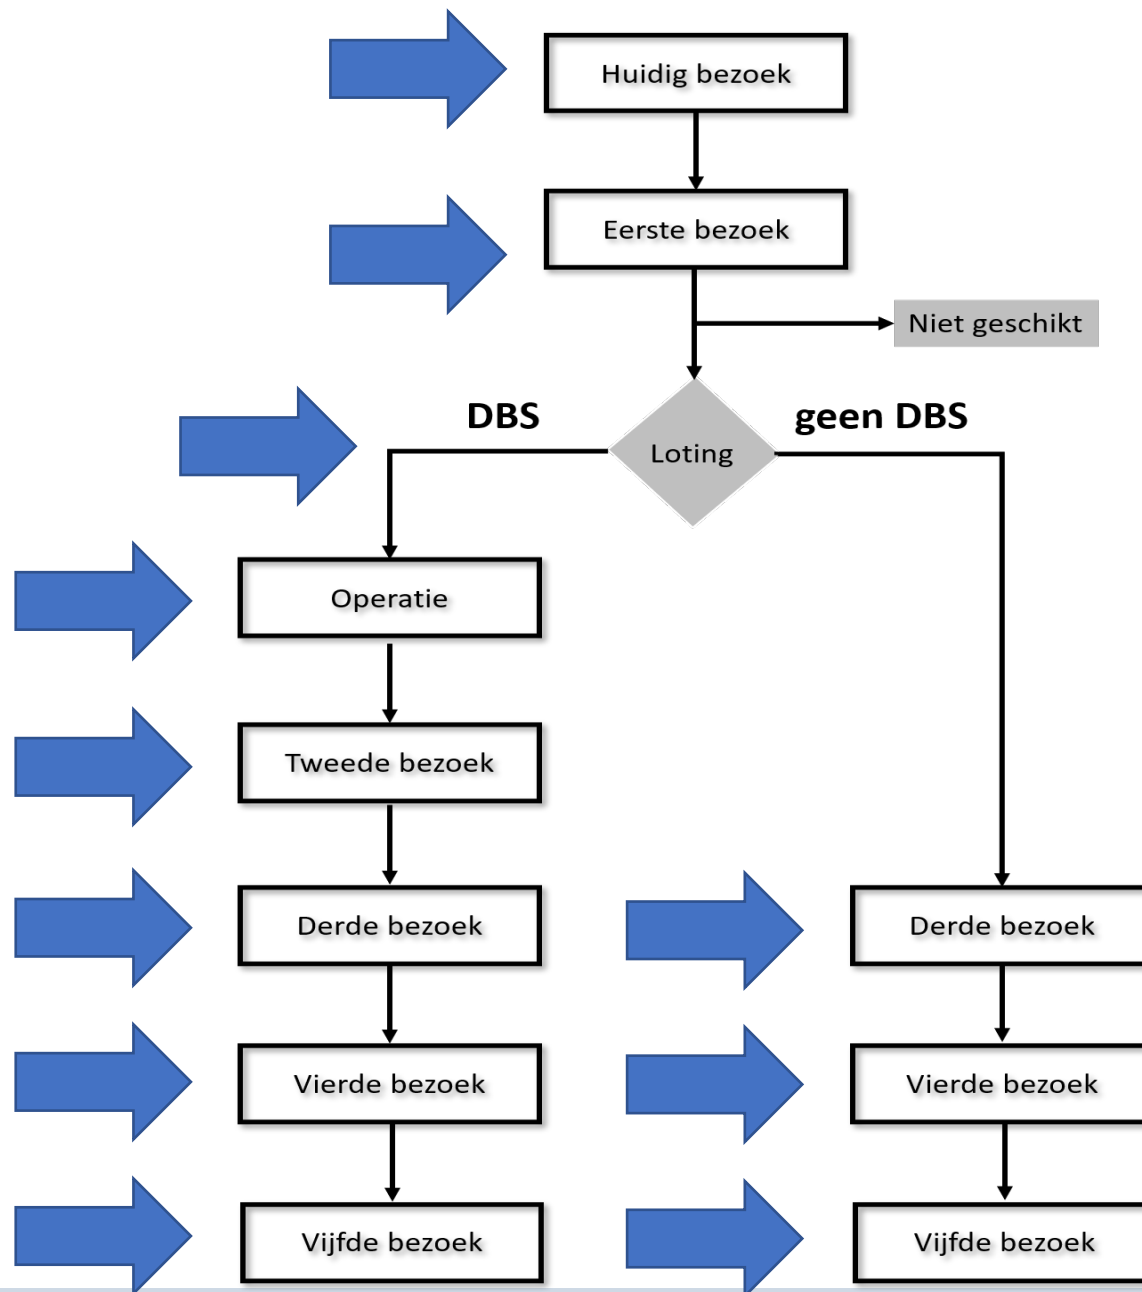 Huidig bezoek
Eerste bezoek
Niet geschikt
DBS
geen DBS
Loting
Operatie
Tweede bezoek
Derde bezoek
Derde bezoek
Vierde bezoek
Vierde bezoek
Vijfde bezoek
Vijfde bezoek